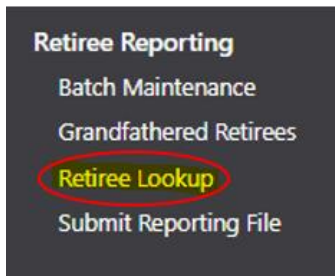 Retiree Reporting
Batch Maintenance
Grandfathered Retirees
Retiree Lookup
Submit Reporting File